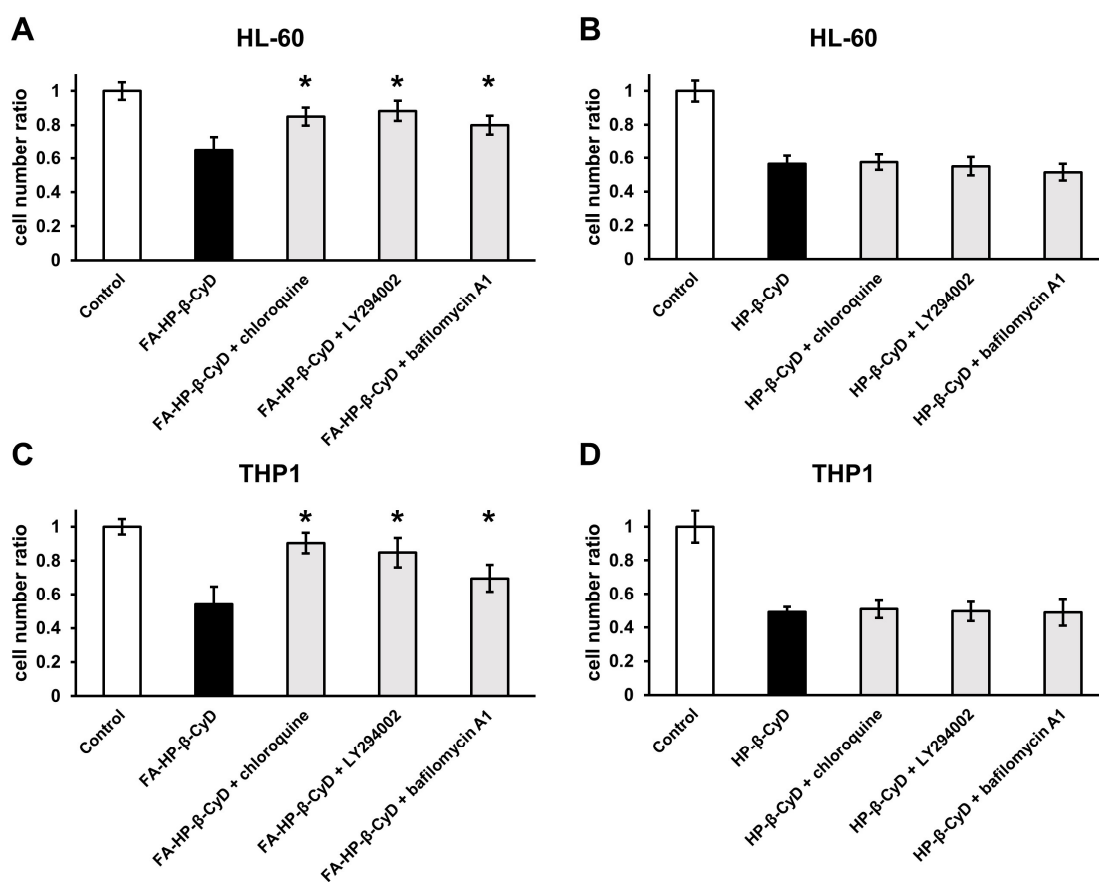 A
HL-60
cell number ratio
1
0.8
0.6
0.4
0.2
0
*
*
*
Control
FA-HP-β-CyD
FA-HP-β-CyD + chloroquine
FA-HP-β-CyD + LY294002
FA-HP-β-CyD + bafilomycin A1
B
HL-60
cell number ratio
1
0.8
0.6
0.4
0.2
0
Control
HP-β-CyD
HP-β-CyD + chloroquine
HP-β-CyD + LY294002
HP-β-CyD + bafilomycin A1
C
THP1
cell number ratio
1
0.8
0.6
0.4
0.2
0
*
*
*
Control
FA-HP-β-CyD
FA-HP-β-CyD + chloroquine
FA-HP-β-CyD + LY294002
FA-HP-β-CyD + bafilomycin A1
D
THP1
cell number ratio
1
0.8
0.6
0.4
0.2
0
Control
HP-β-CyD
HP-β-CyD + chloroquine
HP-β-CyD + LY294002
HP-β-CyD + bafilomycin A1